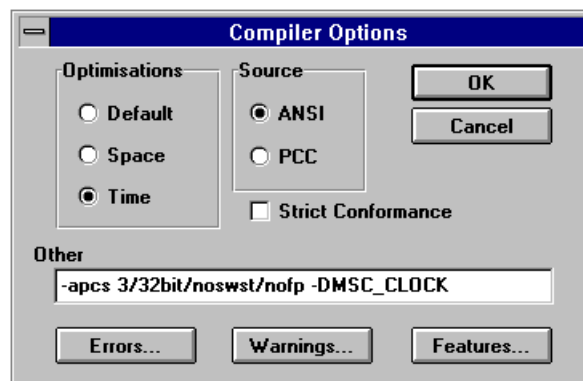 Compiler Options
Optimisations
Default
Space
Time
Source
ANSI
PCC
Strict Conformance
OK
Cancel
Other
-apcs 3/32bit/noswst/nofp -DMSC_CLOCK
Errors...
Warnings...
Features...